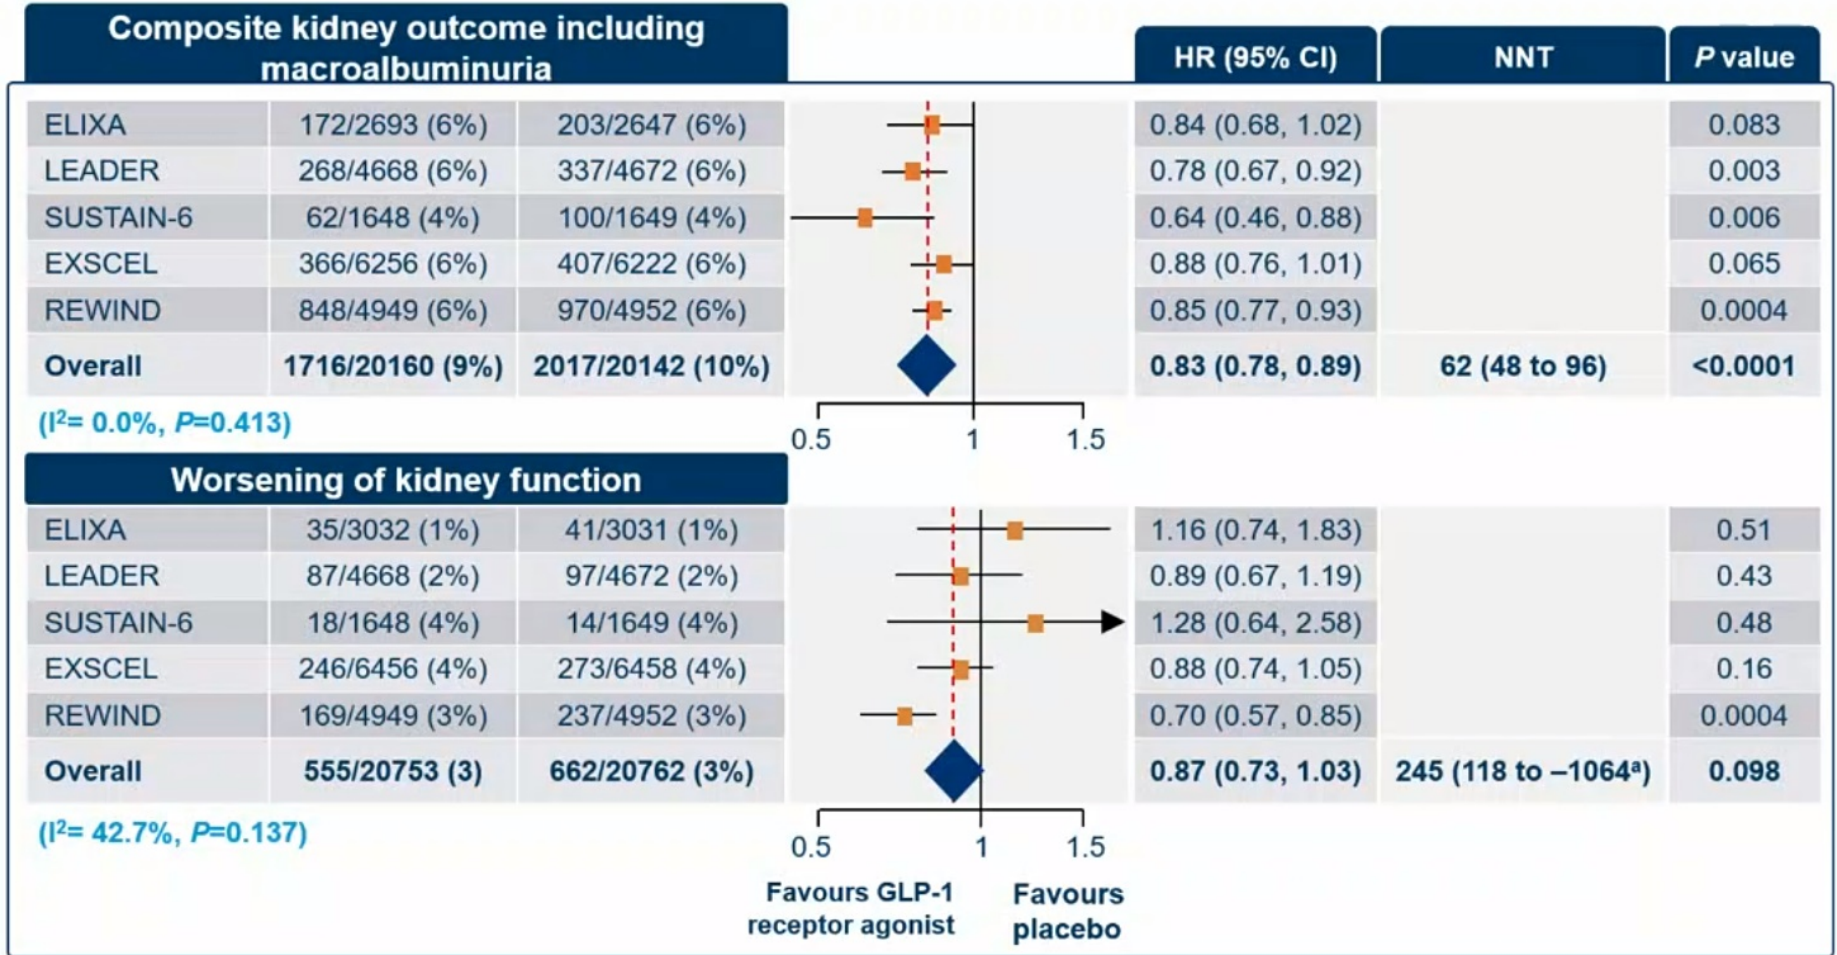 Composite kidney outcome including
macroalbuminuria
HR (95% CI) NNT P value
ELIXA 172/2693 (6%) 203/2647 (6%) 0.84 (0.68, 1.02) 0.083
LEADER 268/4668 (6%) 337/4672 (6%) 0.78 (0.67, 0.92) 0.003
SUSTAIN-6 62/1648 (4%) 100/1649 (4%) 0.64 (0.46, 0.88) 0.006
EXSCEL 366/6256 (6%) 407/6222 (6%) 0.88 (0.76, 1.01) 0.065
REWIND 848/4949 (6%) 970/4952 (6%) 0.85 (0.77, 0.93) 0.0004
Overall 1716/20160 (9%) 2017/20142 (10%) 0.83 (0.78, 0.89) 62 (48 to 96) <0.0001
(I²= 0.0%, P=0.413)
0.5 1 1.5
Worsening of kidney function
ELIXA 35/3032 (1%) 41/3031 (1%) 1.16 (0.74, 1.83) 0.51
LEADER 87/4668 (2%) 97/4672 (2%) 0.89 (0.67, 1.19) 0.43
SUSTAIN-6 18/1648 (4%) 14/1649 (4%) 1.28 (0.64, 2.58) 0.48
EXSCEL 246/6456 (4%) 273/6458 (4%) 0.88 (0.74, 1.05) 0.16
REWIND 169/4949 (3%) 237/4952 (3%) 0.70 (0.57, 0.85) 0.0004
Overall 555/20753 (3) 662/20762 (3%) 0.87 (0.73, 1.03) 245 (118 to –1064ª) 0.098
(I²= 42.7%, P=0.137)
0.5 1 1.5
Favours GLP-1
receptor agonist
Favours
placebo